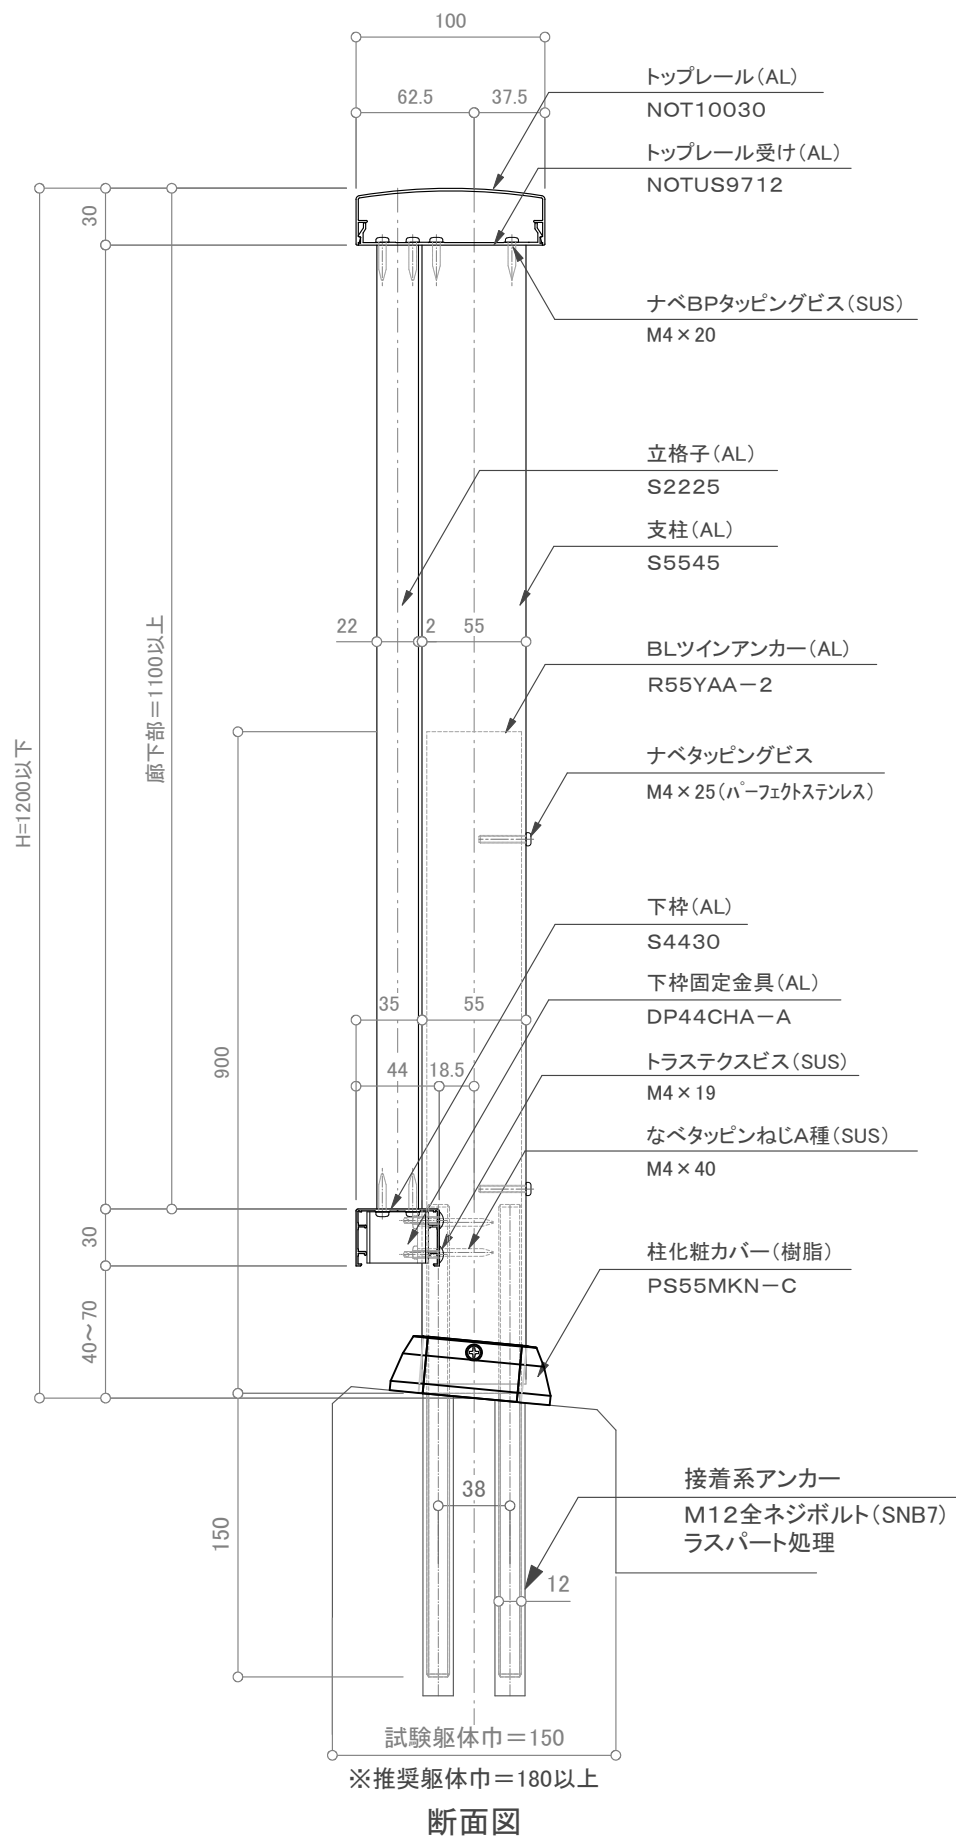 100
62.5
37.5
トップレール(AL)
NOT10030
トップレール受け(AL)
NOTUS9712
30
ナベBPタッピングビス(SUS)
M4×20
立格子(AL)
S2225
支柱(AL)
S5545
22
2
55
BLツインアンカー(AL)
R55YAA－2
廊下部＝1100以上
H=1200以下
ナベタッピングビス
M4×25(パーフェクトステンレス)
下枠(AL)
S4430
下枠固定金具(AL)
DP44CHA－A
35
55
900
44
18.5
トラステクスビス(SUS)
M4×19
なベタッピンねじA種(SUS)
M4×40
30
柱化粧カバー(樹脂)
PS55MKN－C
40～70
接着系アンカー
M12全ネジボルト(SNB7)
ラスパート処理
38
150
12
試験躯体巾＝150
※推奨躯体巾＝180以上
断面図